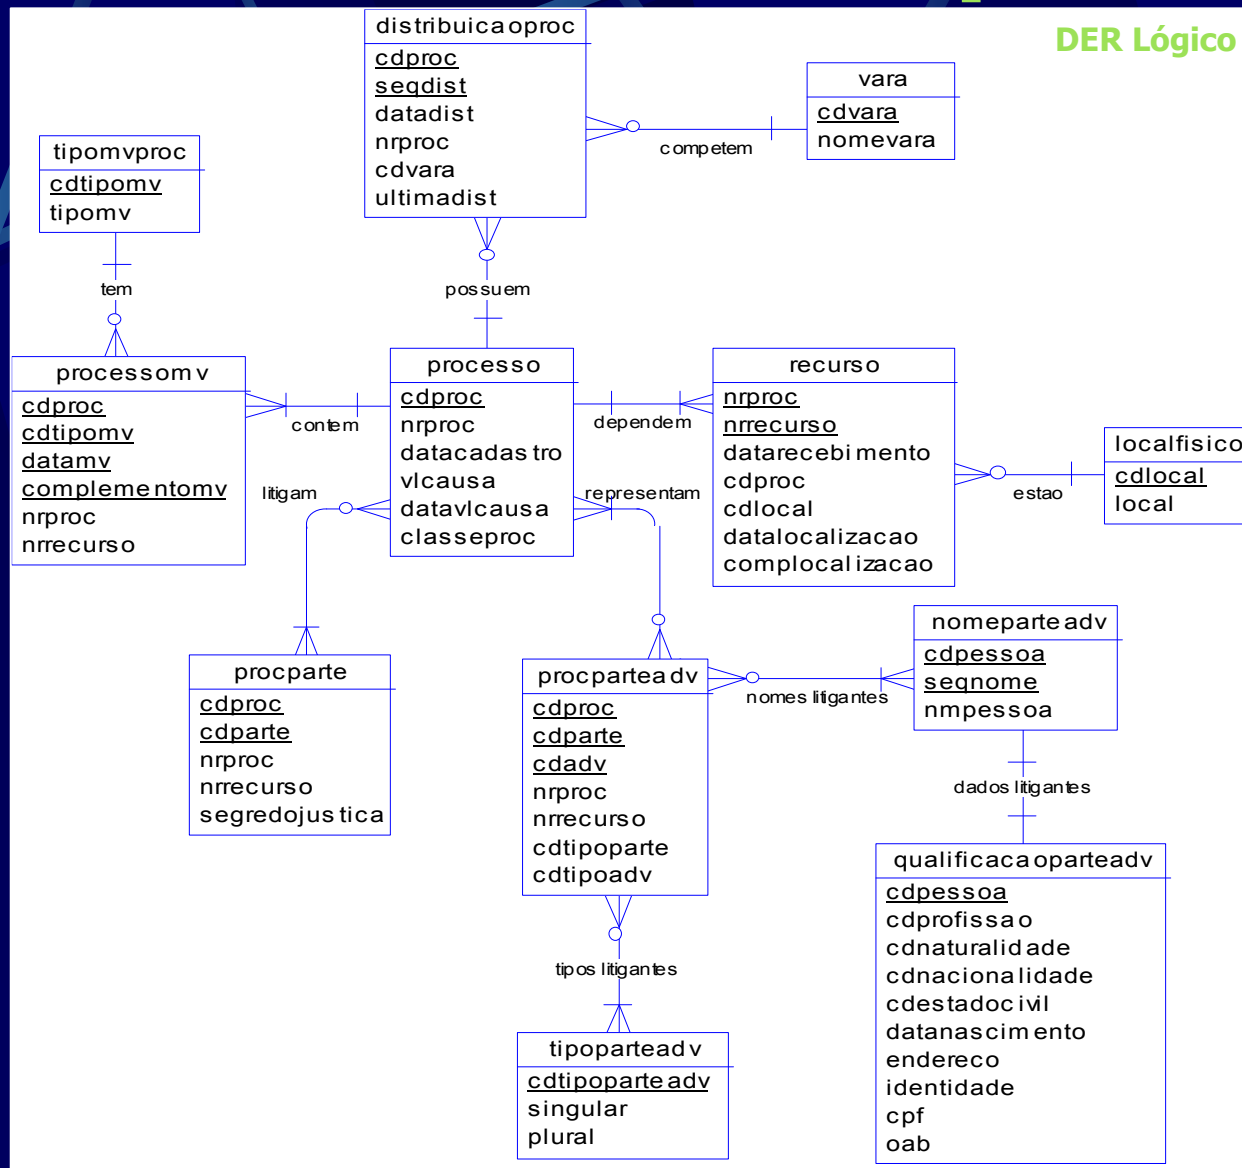 DER Lógico
distribuicaoproc
cdproc
seqdist
datadist
nrproc
cdvara
ultimadist
vara
cdvara
nomevara
competem
tipomvproc
cdtipomv
tipomv
tem
possuem
processomv
cdproc
cdtipomv
datamv
complementomv
nrproc
nrrecurso
contem
processo
cdproc
nrproc
datacadastro
vlcausa
datavlcausa
classeproc
dependem
recurso
nrproc
nrrecurso
datarecebimento
cdproc
cdlocal
datalocalizacao
complocalizacao
estao
localfisico
cdlocal
local
litigam
representam
procparte
cdproc
cdparte
nrproc
nrrecurso
segredojustica
procparteadv
cdproc
cdparte
cdadv
nrproc
nrrecurso
cdtipoparte
cdtipoadv
nomes litigantes
nomeparteadv
cdpessoa
seqnome
nmpessoa
dados litigantes
qualificacaoparteadv
cdpessoa
cdprofissao
cdnaturalidade
cdnacionalidade
cdestadocivil
datanascimento
endereco
identidade
cpf
oab
tipos litigantes
tipoparteadv
cdtipoparteadv
singular
plural